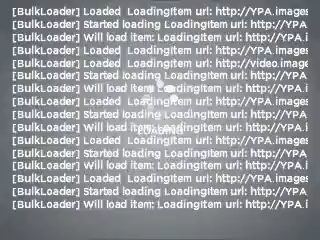 [BulkLoader] Loaded LoadingItem url: http://YPA.images
[BulkLoader] Started loading LoadingItem url: http://YPA
[BulkLoader] Will load item: LoadingItem url: http://YPA.i
[BulkLoader] Loaded LoadingItem url: http://YPA.images
[BulkLoader] Loaded LoadingItem url: http://video.image
[BulkLoader] Started loading LoadingItem url: http://YPA
[BulkLoader] Will load item LoadingItem url: http://YPA.i
[BulkLoader] Loaded LoadingItem url: http://YPA.images
[BulkLoader] Started loading LoadingItem url: http://YPA
[BulkLoader] Will load item: LoadingItem url: http://YPA.i
LOADING
[BulkLoader] Loaded LoadingItem url: http://YPA.images
[BulkLoader] Started loading LoadingItem url: http://YPA
[BulkLoader] Will load item: LoadingItem url: http://YPA.i
[BulkLoader] Loaded LoadingItem url: http://YPA.images
[BulkLoader] Started loading LoadingItem url: http://YPA
[BulkLoader] Will load item: LoadingItem url: http://YPA.i